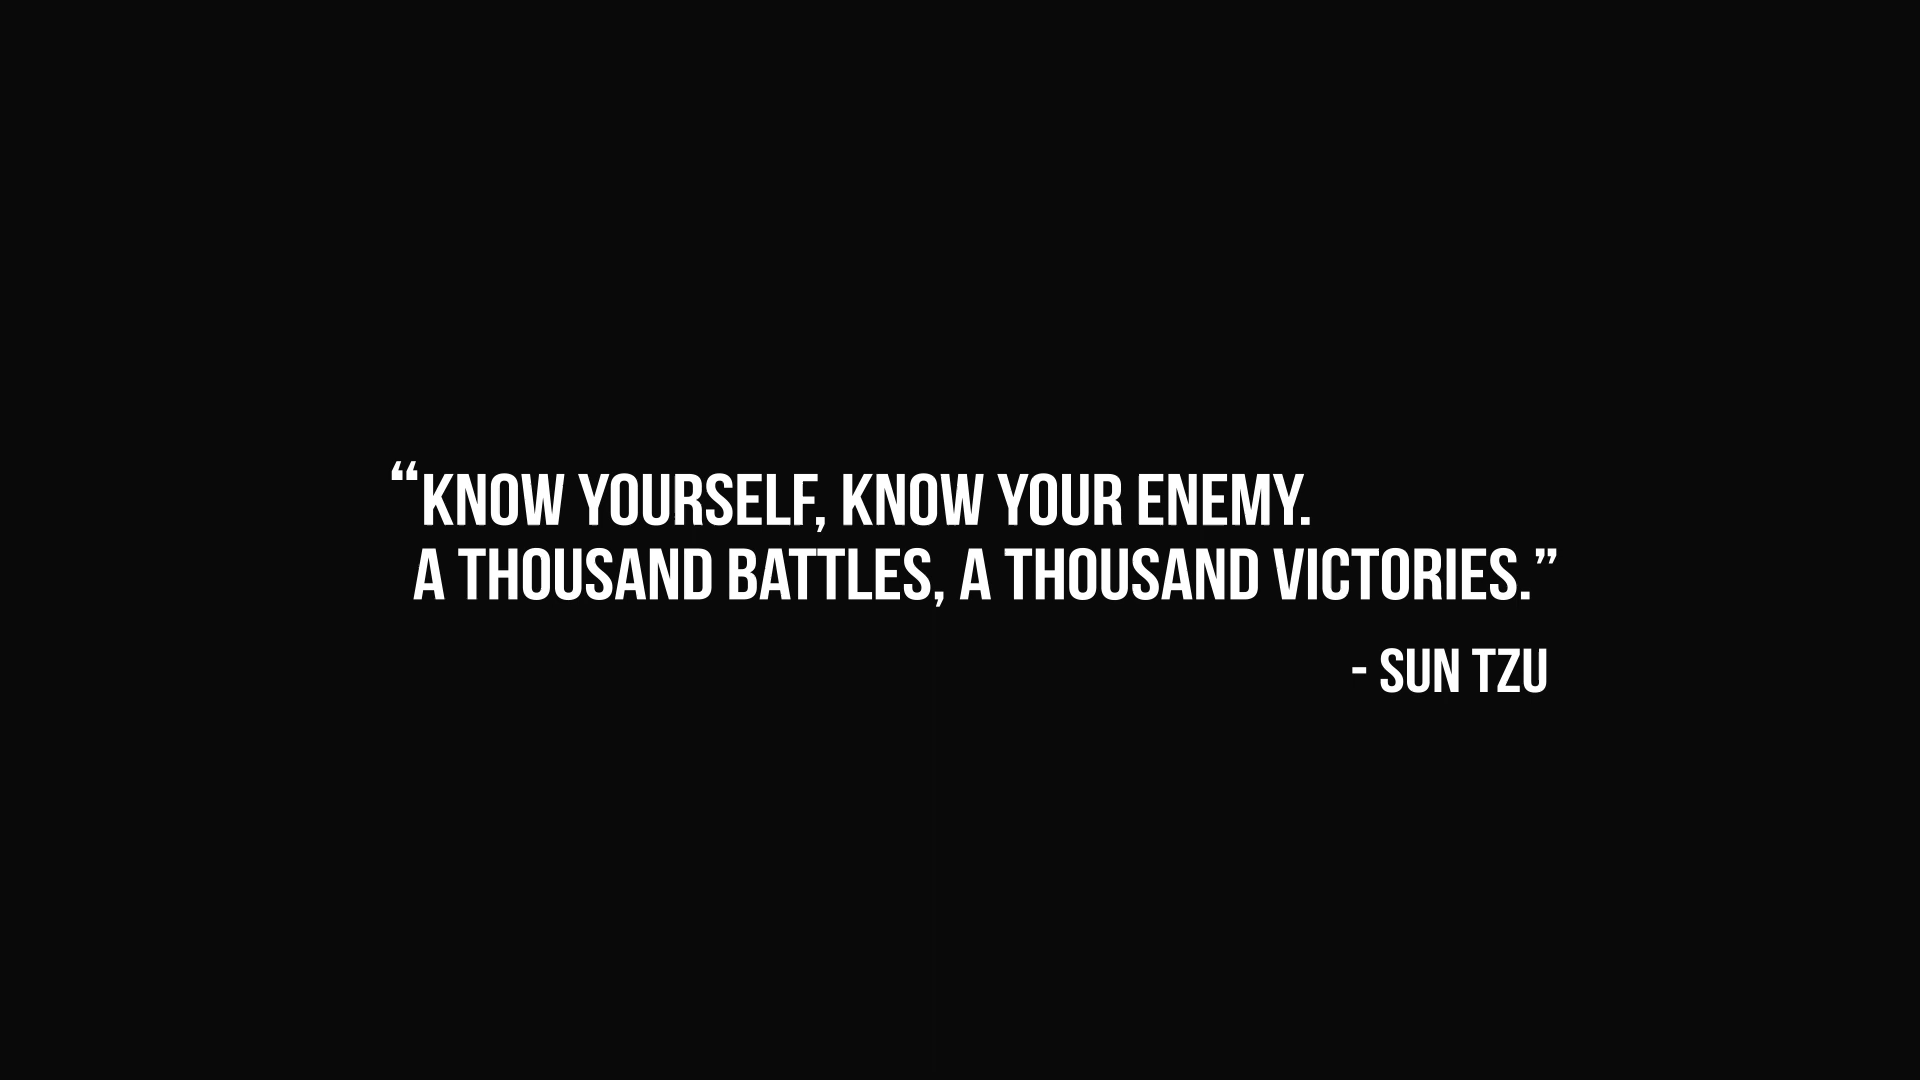 “KNOW YOURSELF, KNOW YOUR ENEMY.
A THOUSAND BATTLES, A THOUSAND VICTORIES.”
- SUN TZU